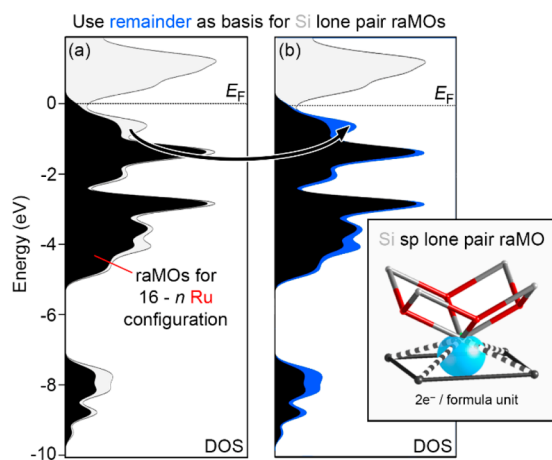 Use remainder as basis for Si lone pair raMOs
(a)
(b)
E_F
E_F
0
-2
-4
-6
-8
-10
Energy (eV)
raMOs for
16 - n Ru
configuration
DOS
DOS
Si sp lone pair raMO
2e⁻ / formula unit